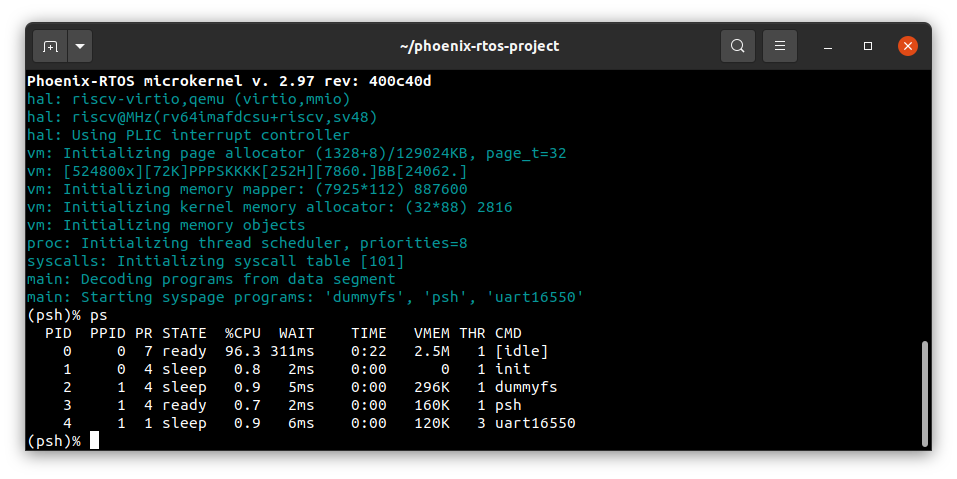 ~/phoenix-rtos-project
Phoenix-RTOS microkernel v. 2.97 rev: 400c40d
hal: riscv-virtio,qemu (virtio,mmio)
hal: riscv@MHz(rv64imafdcsu+riscv,sv48)
hal: Using PLIC interrupt controller
vm: Initializing page allocator (1328+8)/129024KB, page_t=32
vm: [524800x][72K]PPPSKKKK[252H][7860.]BB[24062.]
vm: Initializing memory mapper: (7925*112) 887600
vm: Initializing kernel memory allocator: (32*88) 2816
vm: Initializing memory objects
proc: Initializing thread scheduler, priorities=8
syscalls: Initializing syscall table [101]
main: Decoding programs from data segment
main: Starting syspage programs: 'dummyfs', 'psh', 'uart16550'
(psh)% ps
  PID  PPID PR STATE  %CPU  WAIT    TIME   VMEM THR CMD
    0     0  7 ready  96.3 311ms    0:22   2.5M   1 [idle]
    1     0  4 sleep   0.8   2ms    0:00      0   1 init
    2     1  4 sleep   0.9   5ms    0:00   296K   1 dummyfs
    3     1  4 ready   0.7   2ms    0:00   160K   1 psh
    4     1  1 sleep   0.9   6ms    0:00   120K   3 uart16550
(psh)%